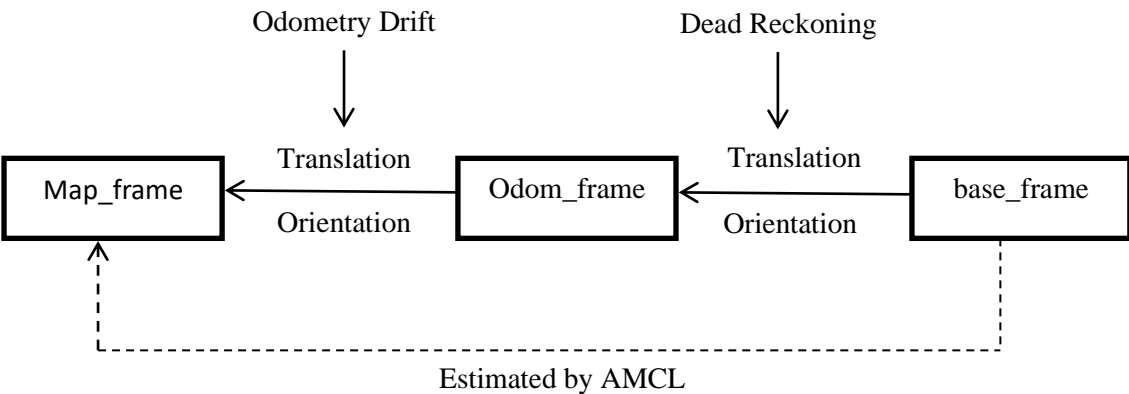 Odometry Drift
Dead Reckoning
Translation
Translation
Map_frame
Odom_frame
base_frame
Orientation
Orientation
Estimated by AMCL